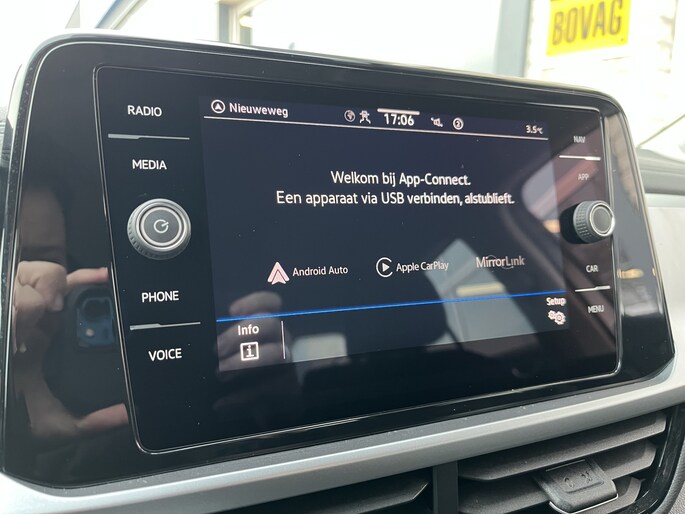 BOVAG
RADIO
MEDIA
PHONE
VOICE
Nieuweweg
17:06
2
3.5°C
Welkom bij App-Connect.
Een apparaat via USB verbinden, alstublieft.
Android Auto
Apple CarPlay
MirrorLink
Info
i
Setup
NAV
APP
CAR
MENU